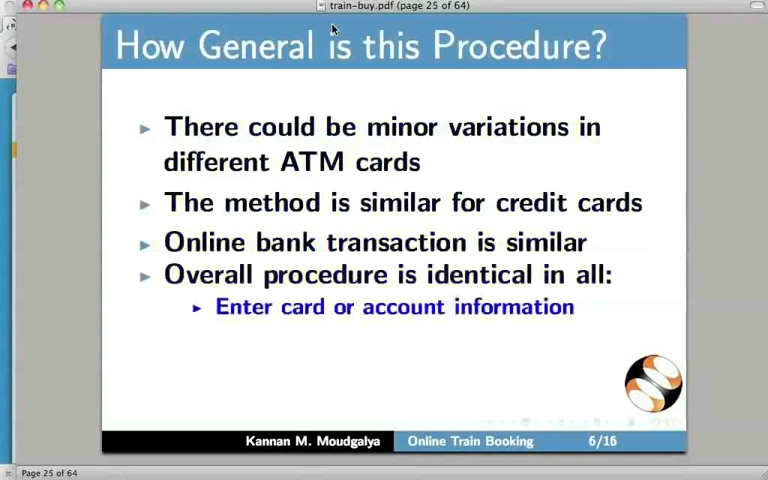 train-buy.pdf (page 25 of 64)
How General is this Procedure?
There could be minor variations in
different ATM cards
The method is similar for credit cards
Online bank transaction is similar
Overall procedure is identical in all:
Enter card or account information
Kannan M. Moudgalya Online Train Booking 6/16
Page 25 of 64